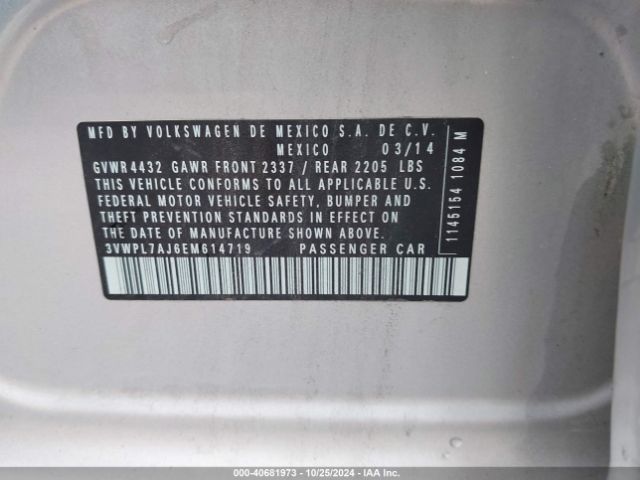 MFD BY VOLKSWAGEN DE MEXICO S.A. DE C.V.
MEXICO 03/14
GVWR 4432 GAWR FRONT 2337 / REAR 2205 LBS
THIS VEHICLE CONFORMS TO ALL APPLICABLE U.S.
FEDERAL MOTOR VEHICLE SAFETY, BUMPER AND
THEFT PREVENTION STANDARDS IN EFFECT ON
THE DATE OF MANUFACTURE SHOWN ABOVE.
3VWPL7AJ6EM614719 PASSENGER CAR
1145154 1084 M
000-40681973 - 10/25/2024 - IAAI.com